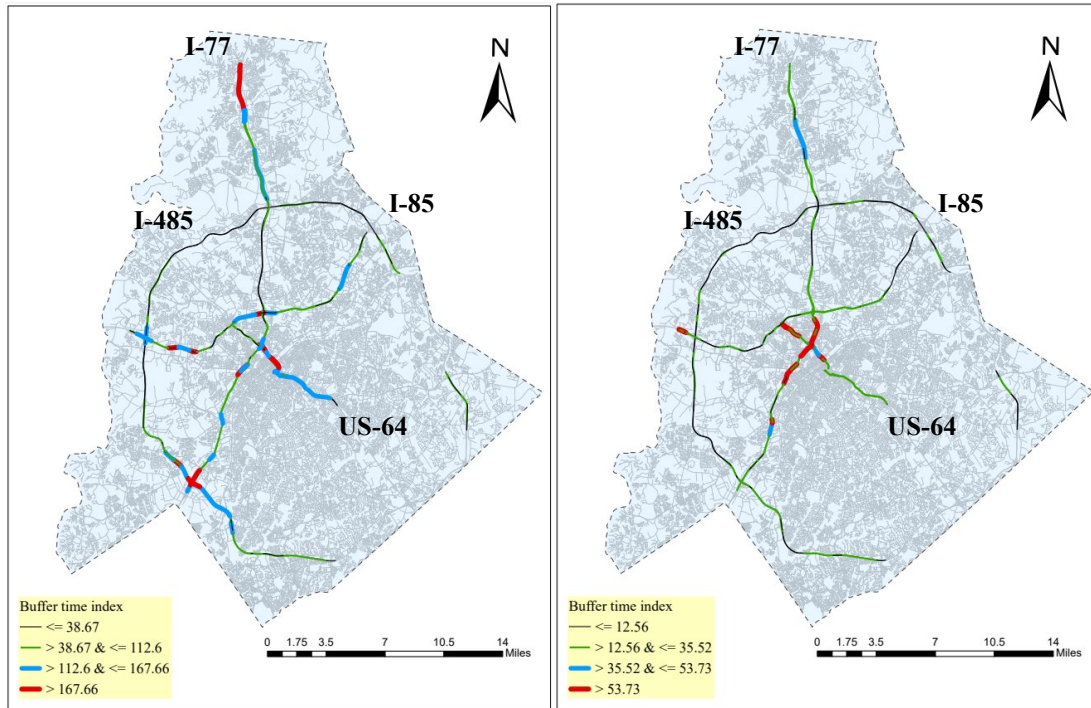 I-77
N
I-485
I-85
US-64
Buffer time index
<= 38.67
> 38.67 & <= 112.6
> 112.6 & <= 167.66
> 167.66
0 1.75 3.5 7 10.5 14
Miles
I-77
N
I-485
I-85
US-64
Buffer time index
<= 12.56
> 12.56 & <= 35.52
> 35.52 & <= 53.73
> 53.73
0 1.75 3.5 7 10.5 14
Miles